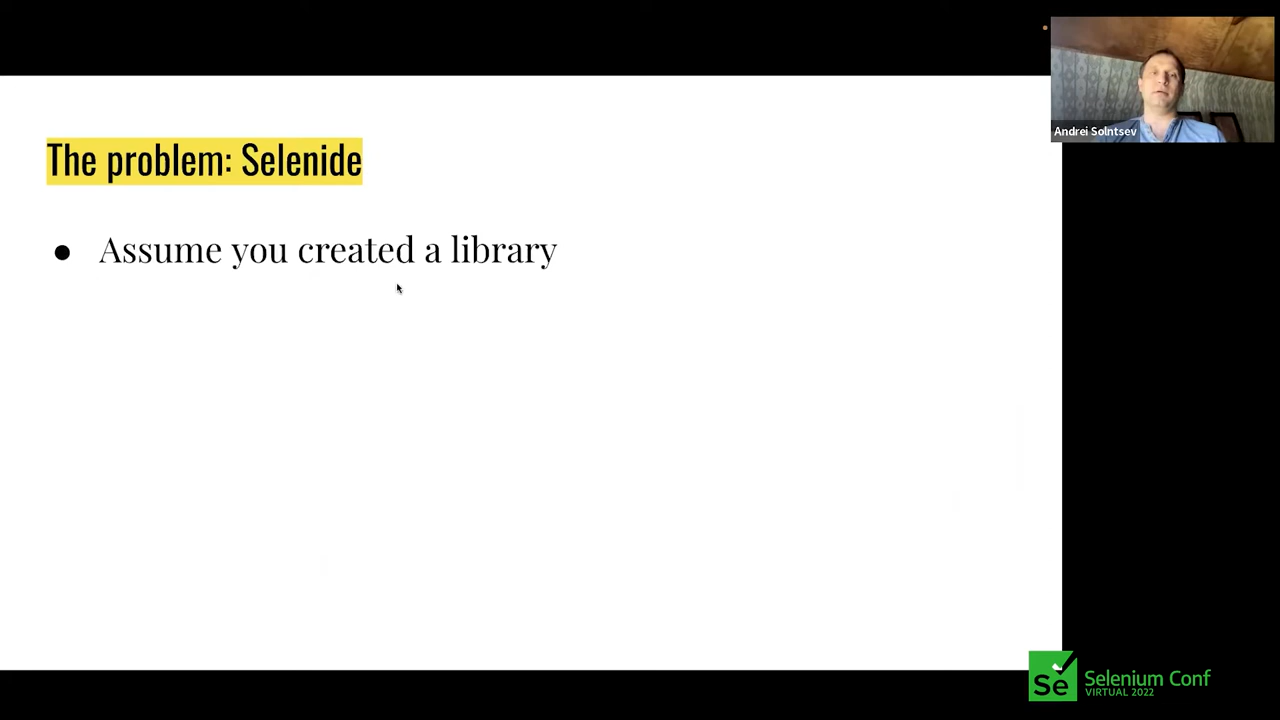 The problem: Selenide
● Assume you created a library
Andrei Solntsev
Se
Selenium Conf
VIRTUAL 2022